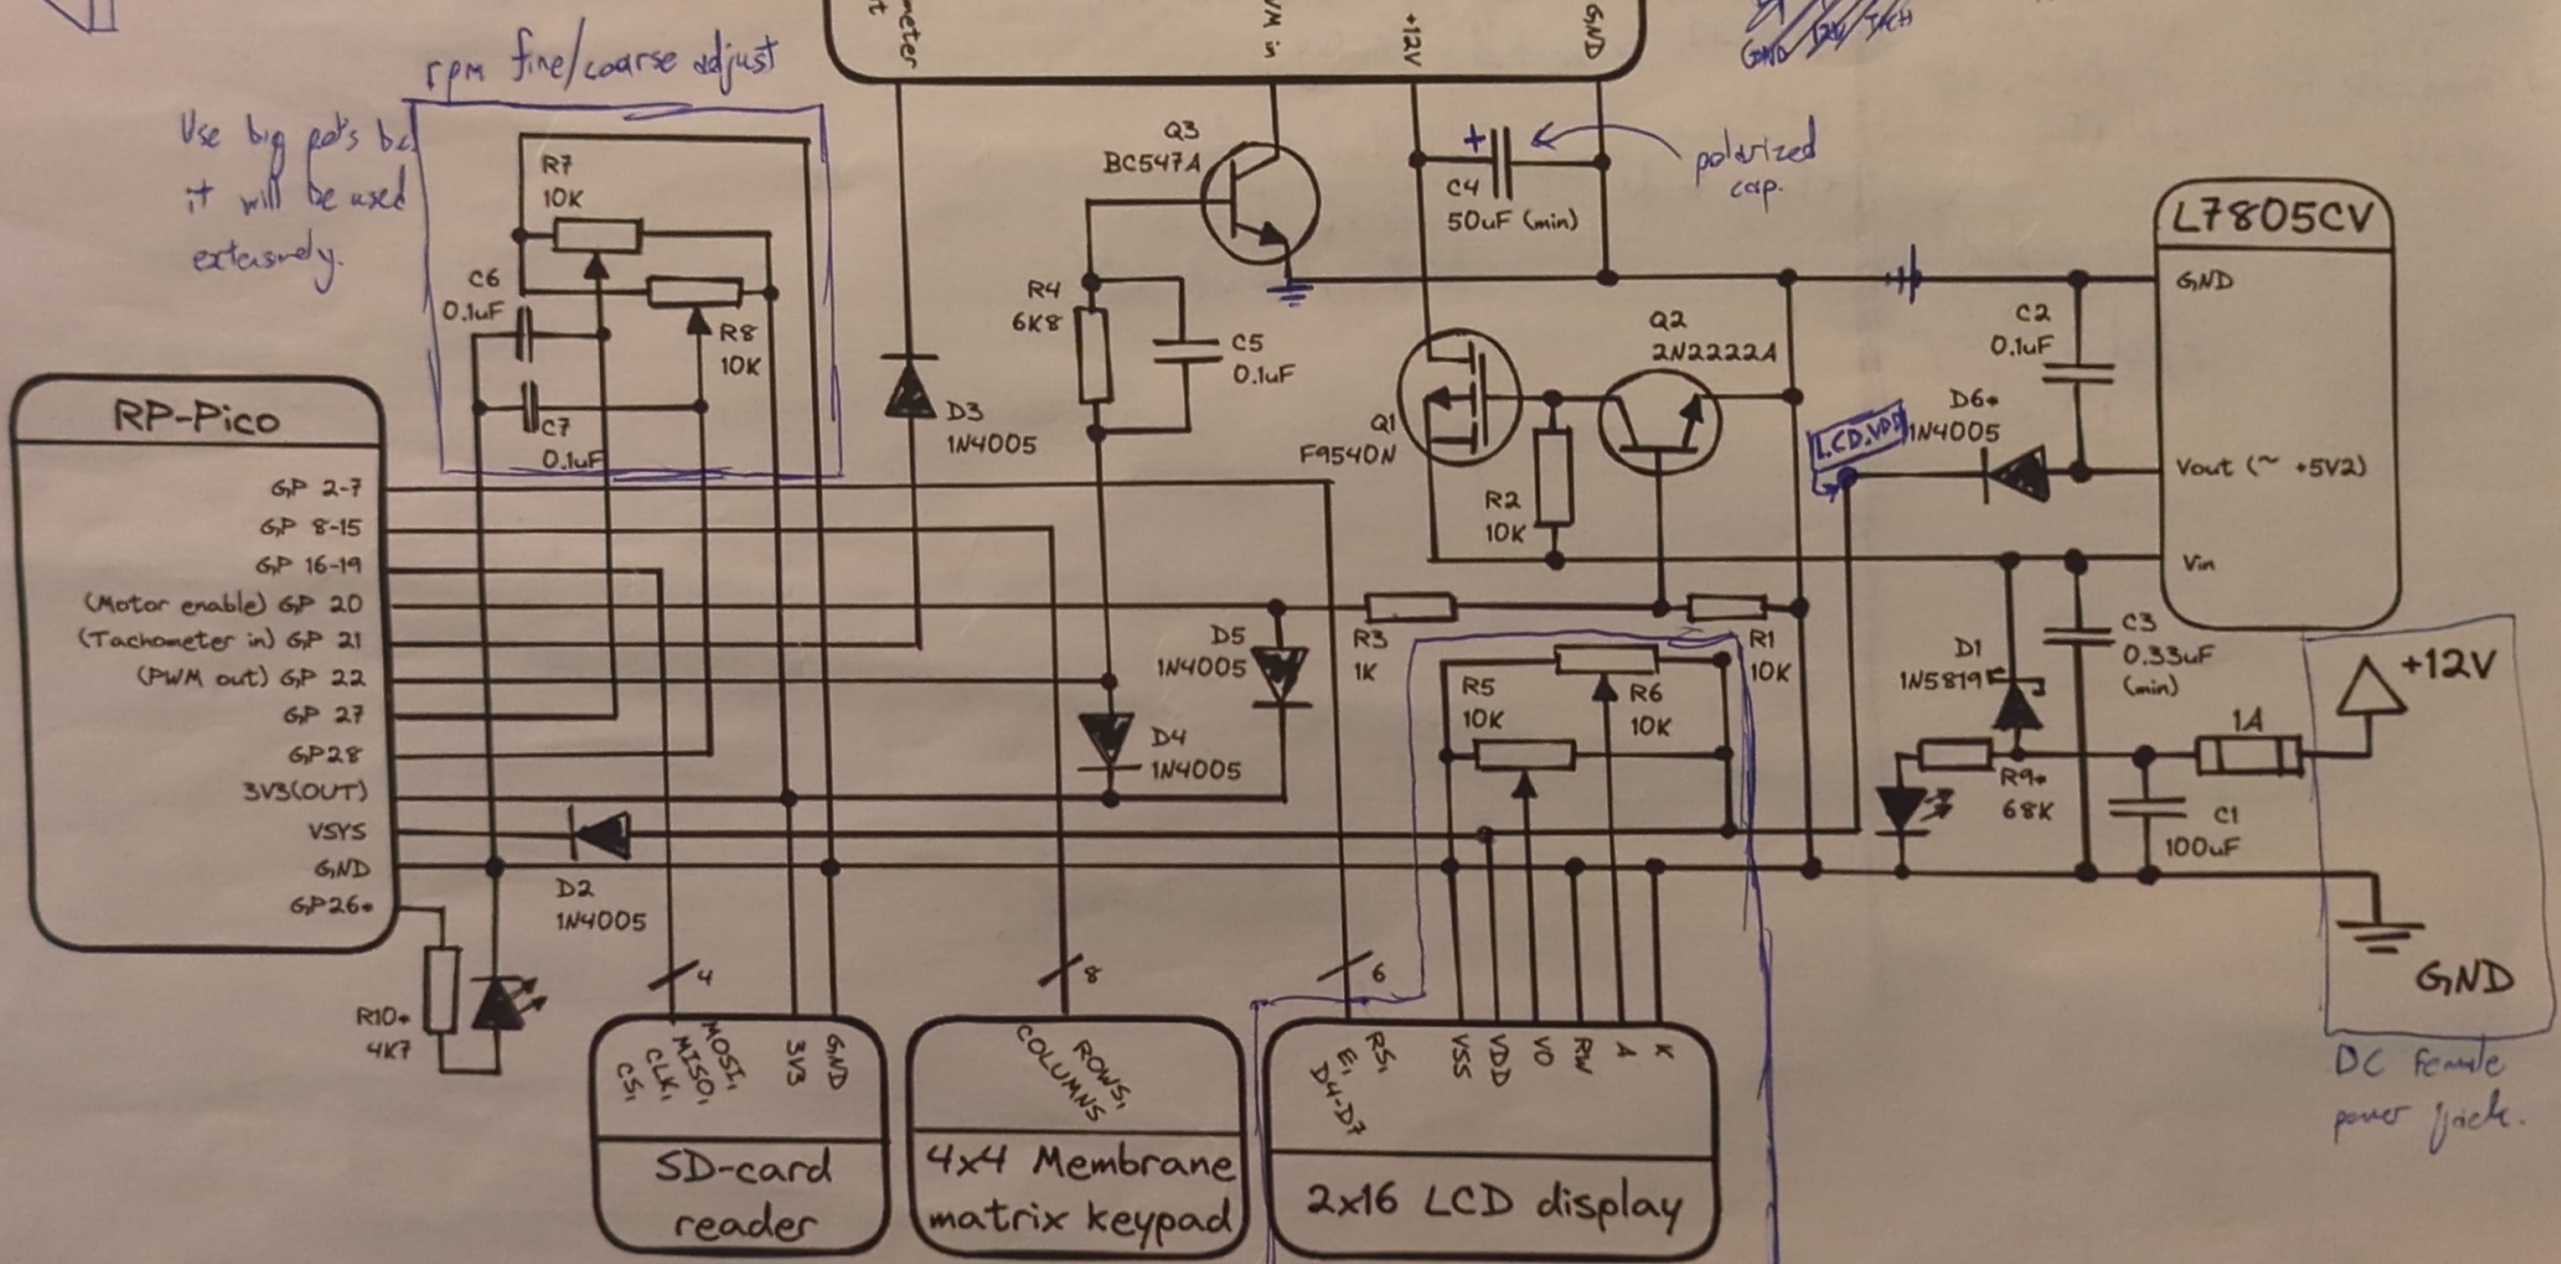 meter
VM in
+12V
GND
GND 12V TACH
rpm fine/coarse adjust
Use big pots bc.
it will be used
R7
10K
C6
0.1uF
R8
10K
C7
0.1uF
Q3
BC547A
R4
6K8
C5
0.1uF
D3
1N4005
+
C4
50uF (min)
polarized
cap.
Q1
F9540N
R2
10K
Q2
2N2222A
LCD.VDD
D6*
1N4005
C2
0.1uF
L7805CV
GND
Vout (~ +5V2)
Vin
RP-Pico
GP 2-7
GP 8-15
GP 16-19
(Motor enable) GP 20
(Tachometer in) GP 21
(PWM out) GP 22
GP 27
GP28
3V3(OUT)
VSYS
GND
GP26*
D2
1N4005
R10*
4K7
D5
1N4005
D4
1N4005
R3
1K
R1
10K
R5
10K
R6
10K
D1
1N5819
C3
0.33uF
(min)
R9*
68K
C1
100uF
1A
+12V
GND
DC female
power jack.
4
8
6
MOSI,
MISO,
CLK,
CS,
3V3
GND
SD-card
reader
ROWS,
COLUMNS
4x4 Membrane
matrix keypad
RS,
E,
D4-D7
VSS
VDD
VO
RW
A
K
2x16 LCD display